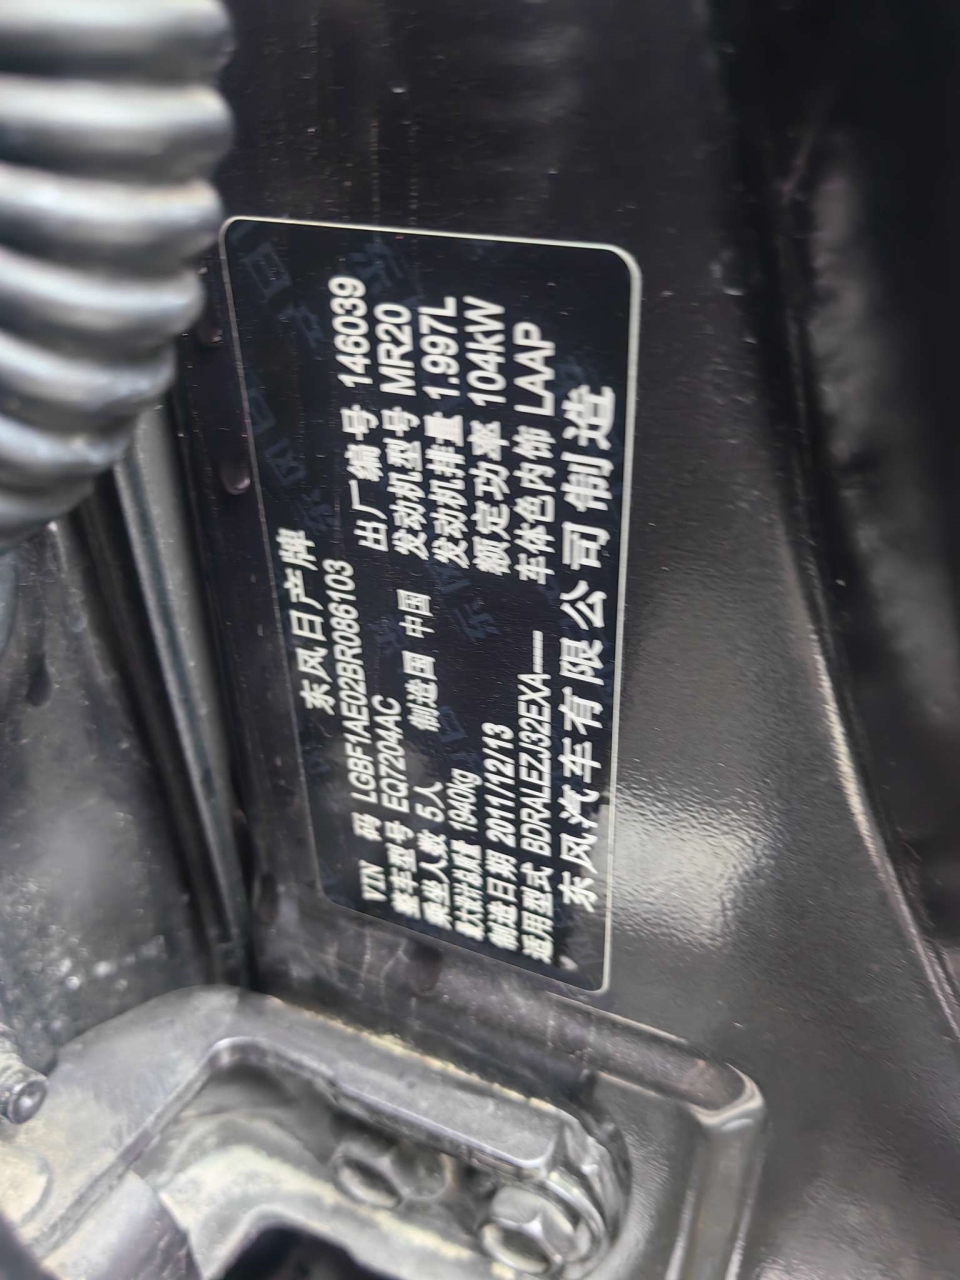 东风日产牌
VIN 码 LGBF1AE02BR086103
整车型号 EQ7204AC
乘坐人数 5人 制造国 中国
最大设计总质量 1940kg
制造日期 2011/12/13
适用型式 BDRALEZJ32EXA—
出厂编号 146039
发动机型号 MR20
发动机排量 1.997L
额定功率 104kW
车体色内饰 LAAP
东风汽车有限公司制造